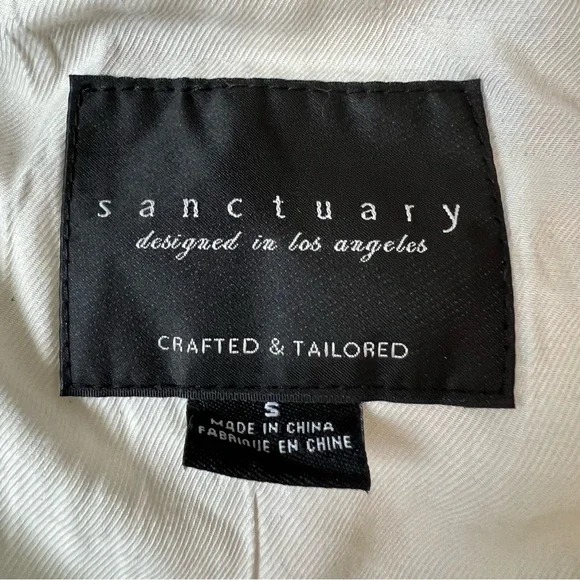 sanctuary
designed in los angeles
CRAFTED & TAILORED
S
MADE IN CHINA
FABRIQUE EN CHINE